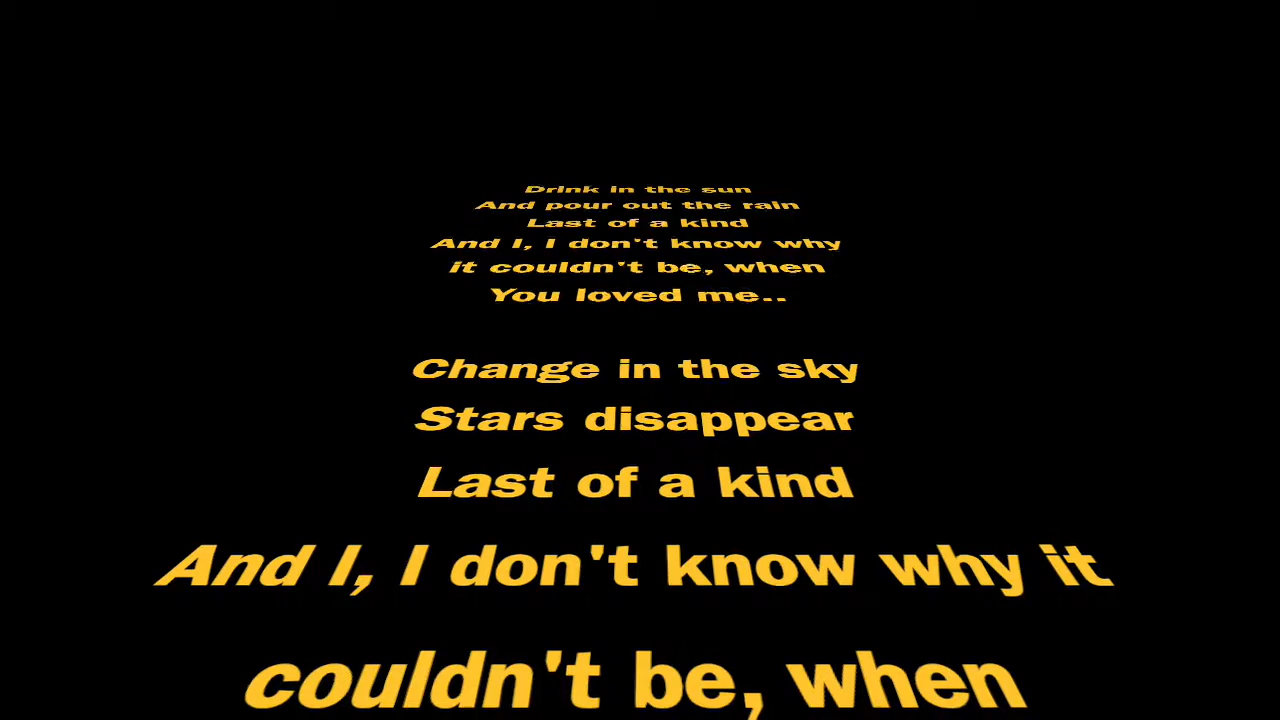 Drink in the sun
And pour out the rain
Last of a kind
And I, I don't know why
it couldn't be, when
You loved me..
Change in the sky
Stars disappear
Last of a kind
And I, I don't know why it
couldn't be, when